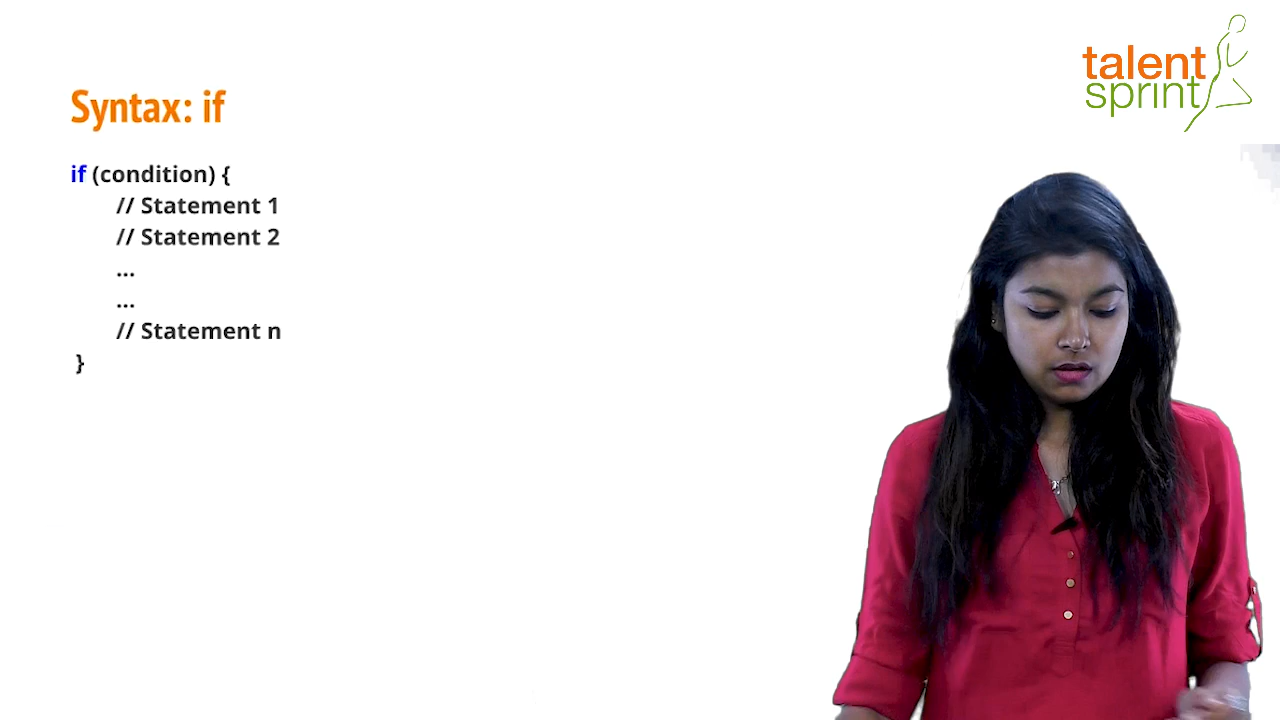 talent
sprint
Syntax: if
if (condition) {
// Statement 1
// Statement 2
...
...
// Statement n
}